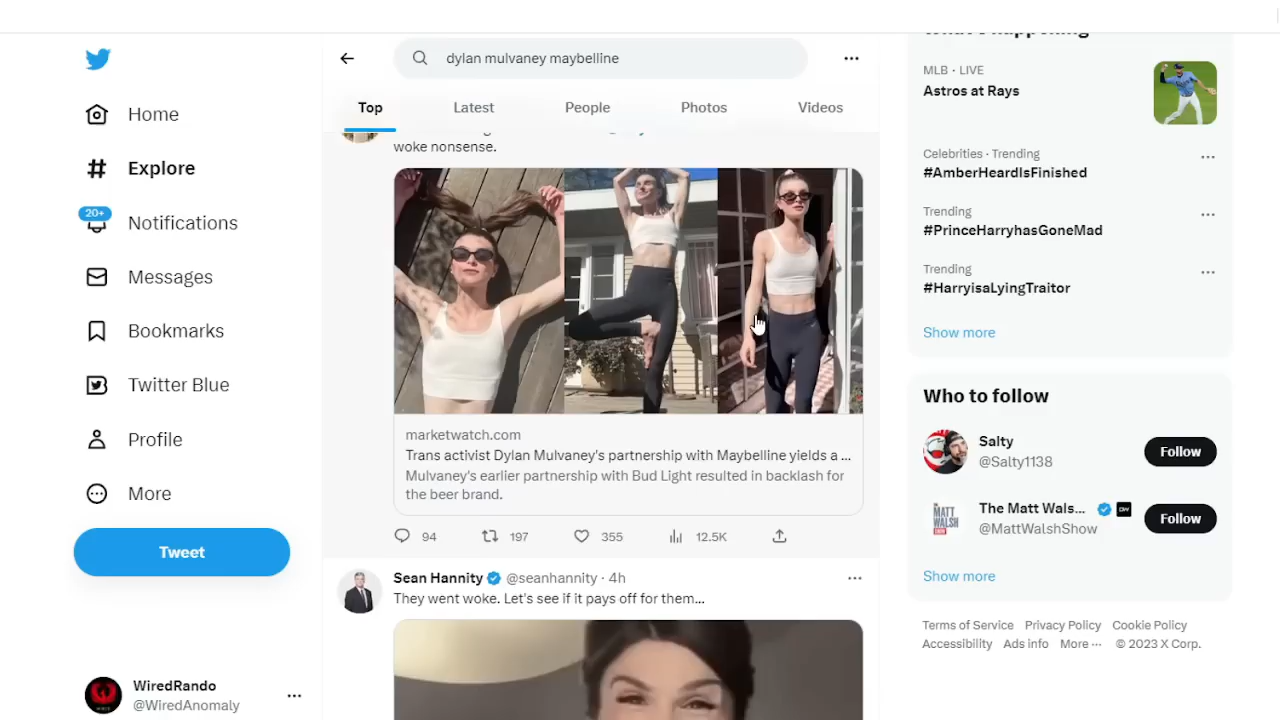 dylan mulvaney maybelline
Home
Explore
20+
Notifications
Messages
Bookmarks
Twitter Blue
Profile
More
Tweet
WiredRando
@WiredAnomaly
Top
Latest
People
Photos
Videos
woke nonsense.
marketwatch.com
Trans activist Dylan Mulvaney's partnership with Maybelline yields a ...
Mulvaney's earlier partnership with Bud Light resulted in backlash for
the beer brand.
94
197
355
12.5K
Sean Hannity @seanhannity · 4h
They went woke. Let's see if it pays off for them...
MLB · LIVE
Astros at Rays
Celebrities · Trending
#AmberHeardIsFinished
Trending
#PrinceHarryhasGoneMad
Trending
#HarryisaLyingTraitor
Show more
Who to follow
Salty
@Salty1138
Follow
MATT
WALSH
The Matt Wals...
@MattWalshShow
Follow
Show more
Terms of Service Privacy Policy Cookie Policy
Accessibility Ads info More ··· © 2023 X Corp.